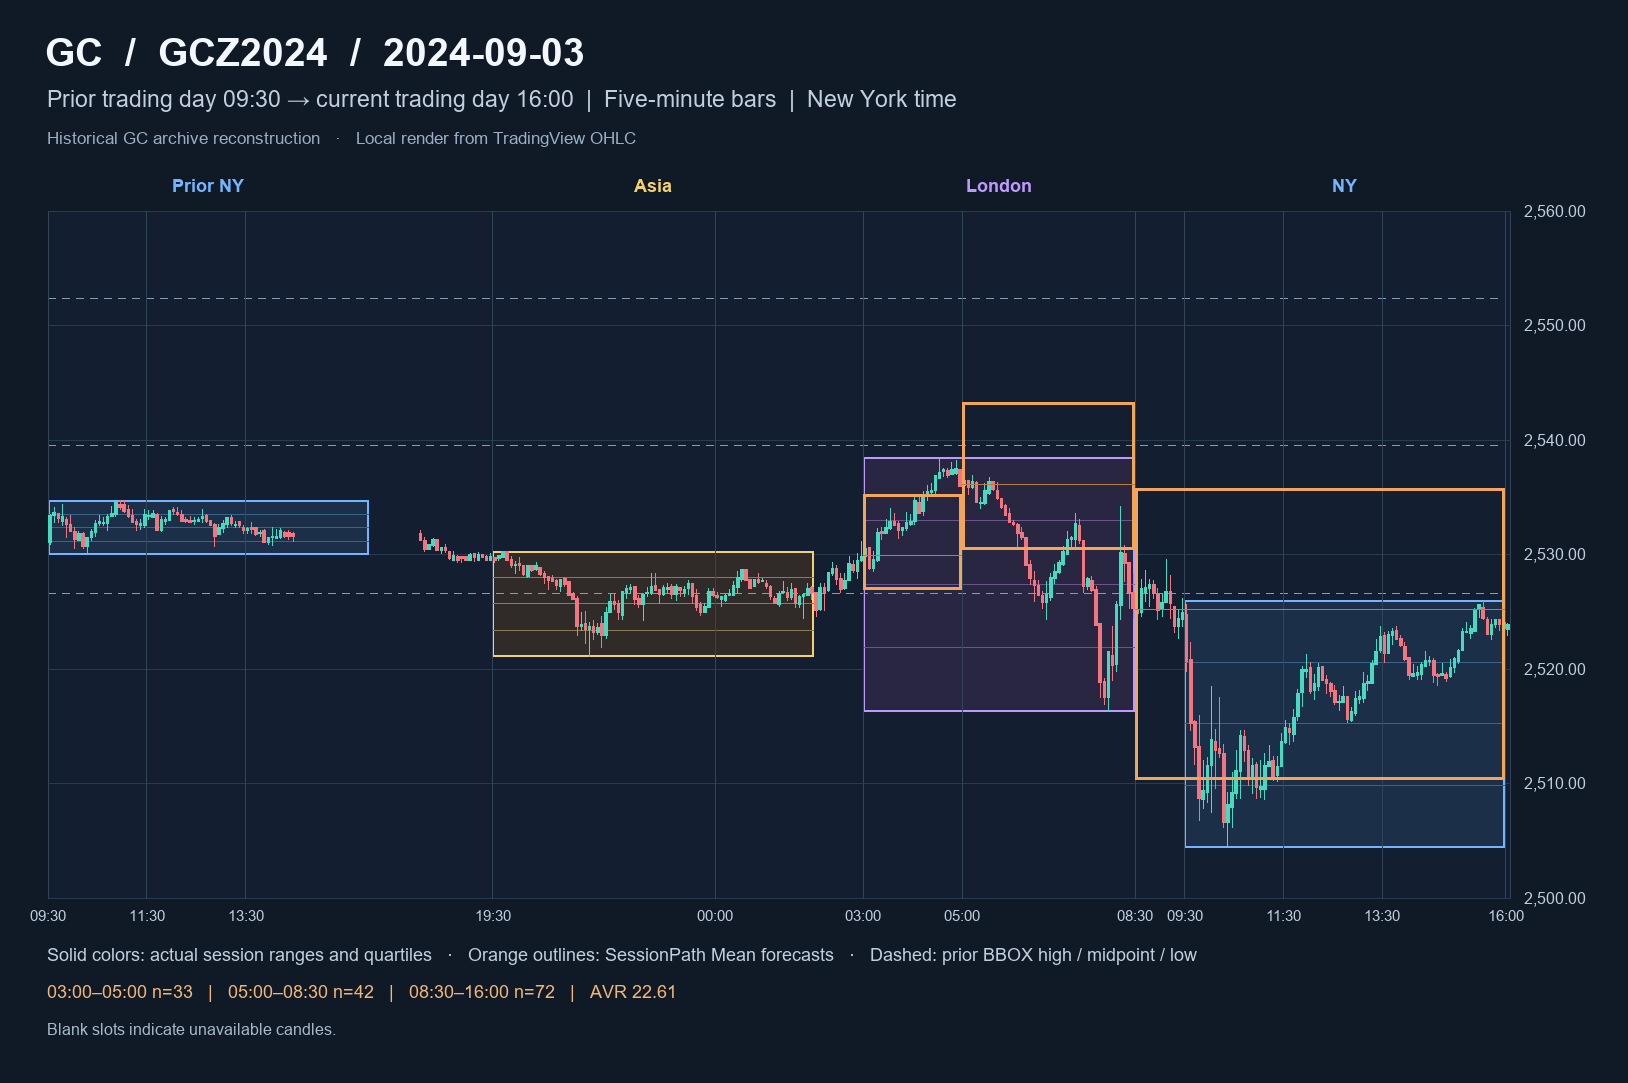 GC / GCZ2024 / 2024-09-03
Prior trading day 09:30 → current trading day 16:00 | Five-minute bars | New York time
Historical GC archive reconstruction · Local render from TradingView OHLC
Prior NY Asia London NY
2,560.00
2,550.00
2,540.00
2,530.00
2,520.00
2,510.00
2,500.00
09:30 11:30 13:30 19:30 00:00 03:00 05:00 08:30 09:30 11:30 13:30 16:00
Solid colors: actual session ranges and quartiles · Orange outlines: SessionPath Mean forecasts · Dashed: prior BBOX high / midpoint / low
03:00–05:00 n=33 | 05:00–08:30 n=42 | 08:30–16:00 n=72 | AVR 22.61
Blank slots indicate unavailable candles.